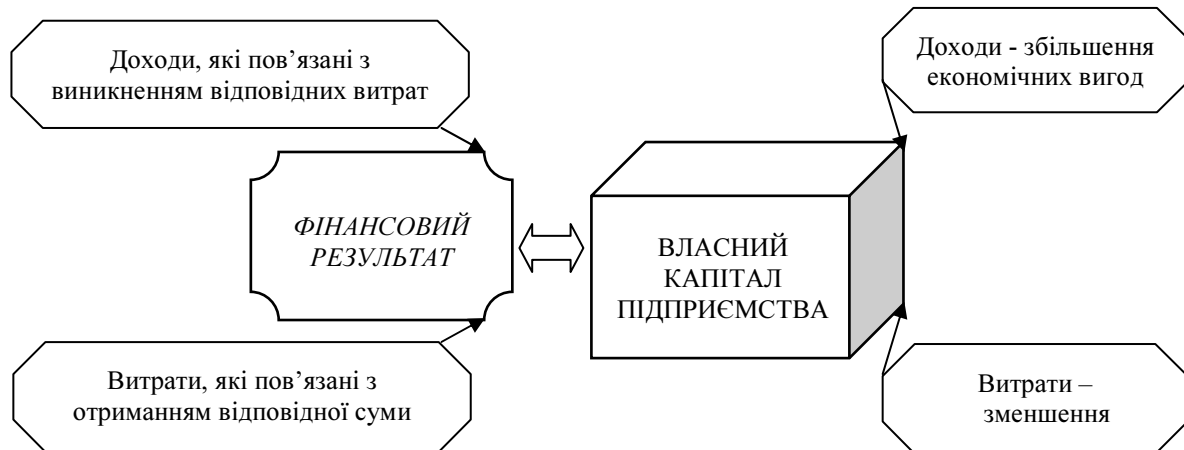 Доходи, які пов’язані з
виникненням відповідних витрат
Доходи - збільшення
економічних вигод
ФІНАНСОВИЙ
РЕЗУЛЬТАТ
ВЛАСНИЙ
КАПІТАЛ
ПІДПРИЄМСТВА
Витрати, які пов’язані з
отриманням відповідної суми
Витрати –
зменшення